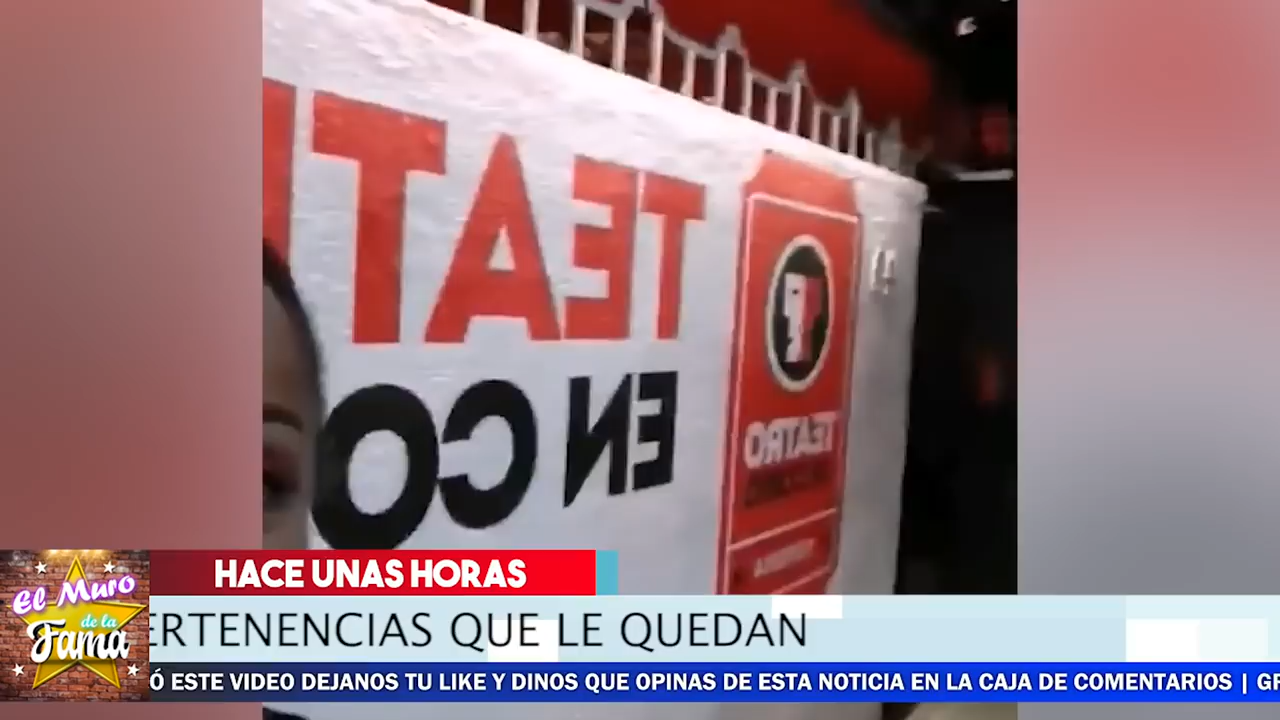 TEAT
EN CO
TEATRO
HACE UNAS HORAS
ERTENENCIAS QUE LE QUEDAN
El Muro
de la
Fama
Ó ESTE VIDEO DEJANOS TU LIKE Y DINOS QUE OPINAS DE ESTA NOTICIA EN LA CAJA DE COMENTARIOS | GR